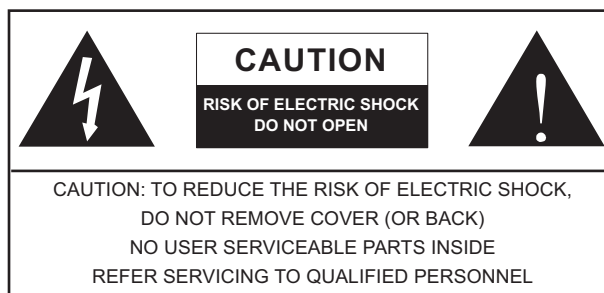 CAUTION
RISK OF ELECTRIC SHOCK
DO NOT OPEN
!
CAUTION: TO REDUCE THE RISK OF ELECTRIC SHOCK,
DO NOT REMOVE COVER (OR BACK)
NO USER SERVICEABLE PARTS INSIDE
REFER SERVICING TO QUALIFIED PERSONNEL